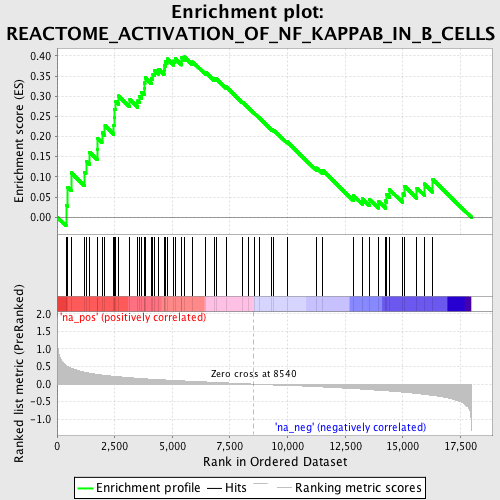 Enrichment plot:
REACTOME_ACTIVATION_OF_NF_KAPPAB_IN_B_CELLS
Enrichment score (ES)
0.40
0.35
0.30
0.25
0.20
0.15
0.10
0.05
0.00
'na_pos' (positively correlated)
Ranked list metric (PreRanked)
2.0
1.5
1.0
0.5
0.0
-0.5
-1.0
Zero cross at 8540
'na_neg' (negatively correlated)
0
2,500
5,000
7,500
10,000
12,500
15,000
17,500
Rank in Ordered Dataset
Enrichment profile
Hits
Ranking metric scores